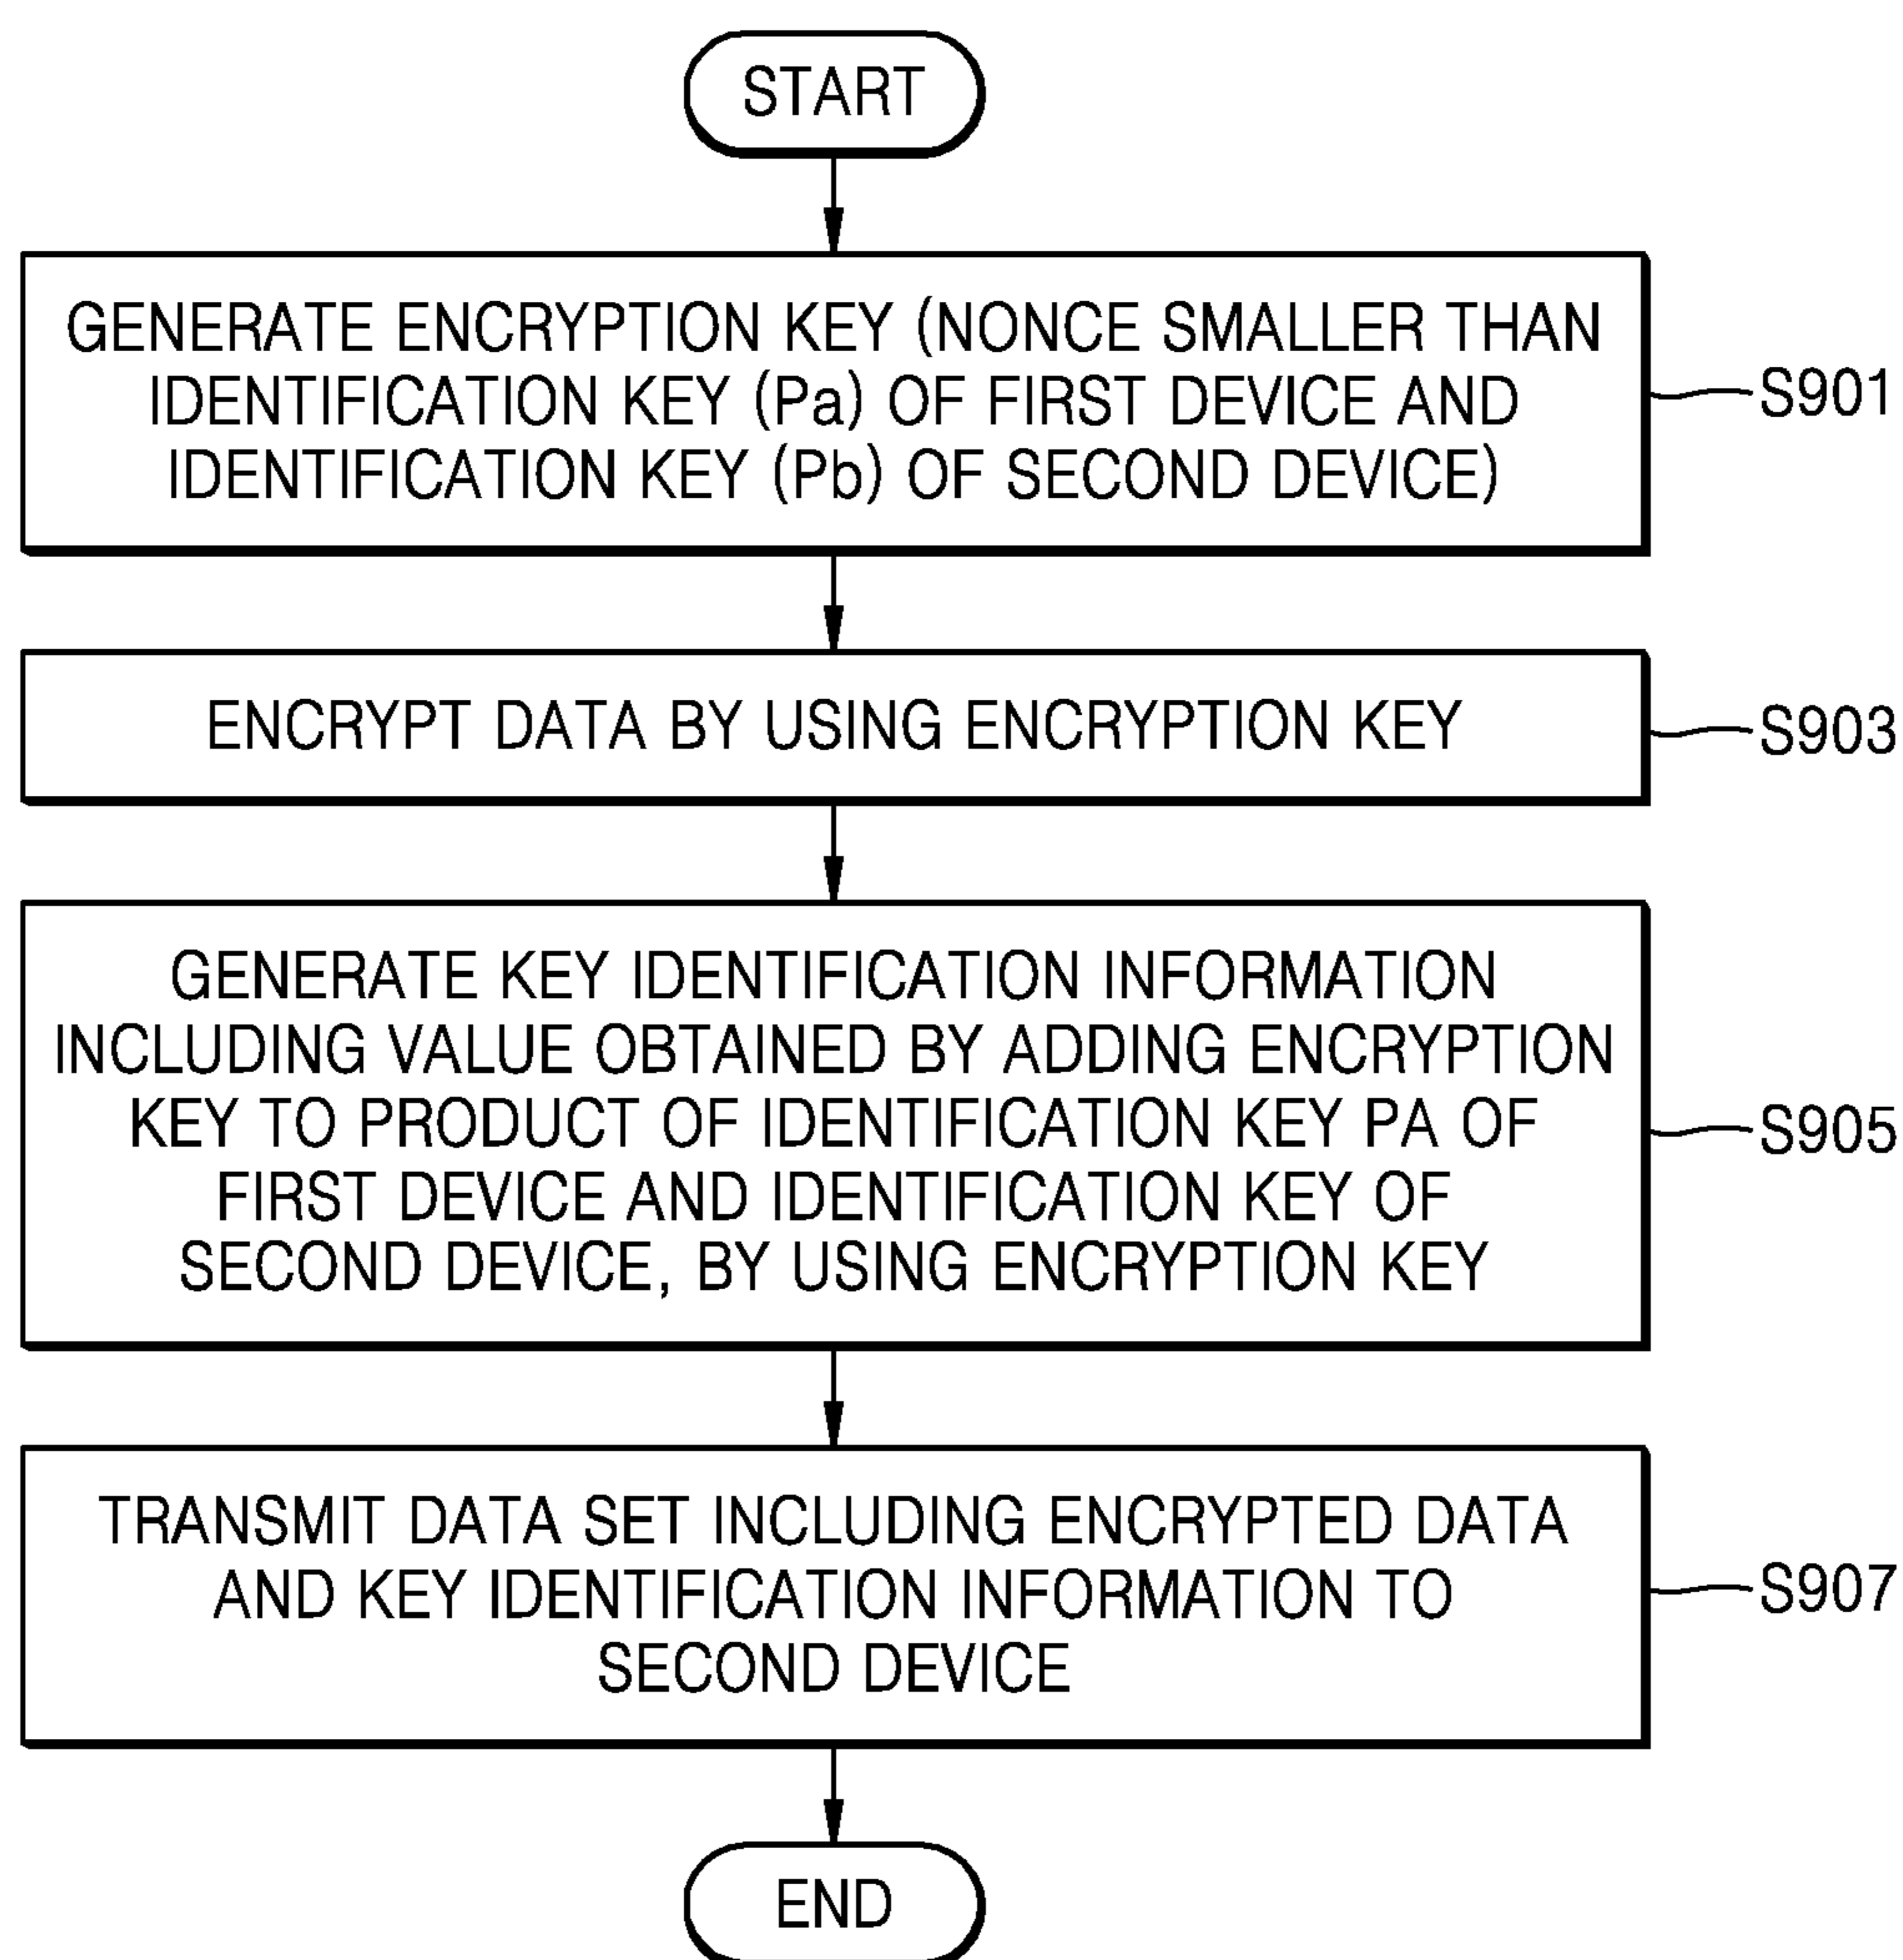 START
GENERATE ENCRYPTION KEY (NONCE SMALLER THAN
IDENTIFICATION KEY (Pa) OF FIRST DEVICE AND
IDENTIFICATION KEY (Pb) OF SECOND DEVICE)
S901
ENCRYPT DATA BY USING ENCRYPTION KEY
S903
GENERATE KEY IDENTIFICATION INFORMATION
INCLUDING VALUE OBTAINED BY ADDING ENCRYPTION
KEY TO PRODUCT OF IDENTIFICATION KEY PA OF
FIRST DEVICE AND IDENTIFICATION KEY OF
SECOND DEVICE, BY USING ENCRYPTION KEY
S905
TRANSMIT DATA SET INCLUDING ENCRYPTED DATA
AND KEY IDENTIFICATION INFORMATION TO
SECOND DEVICE
S907
END